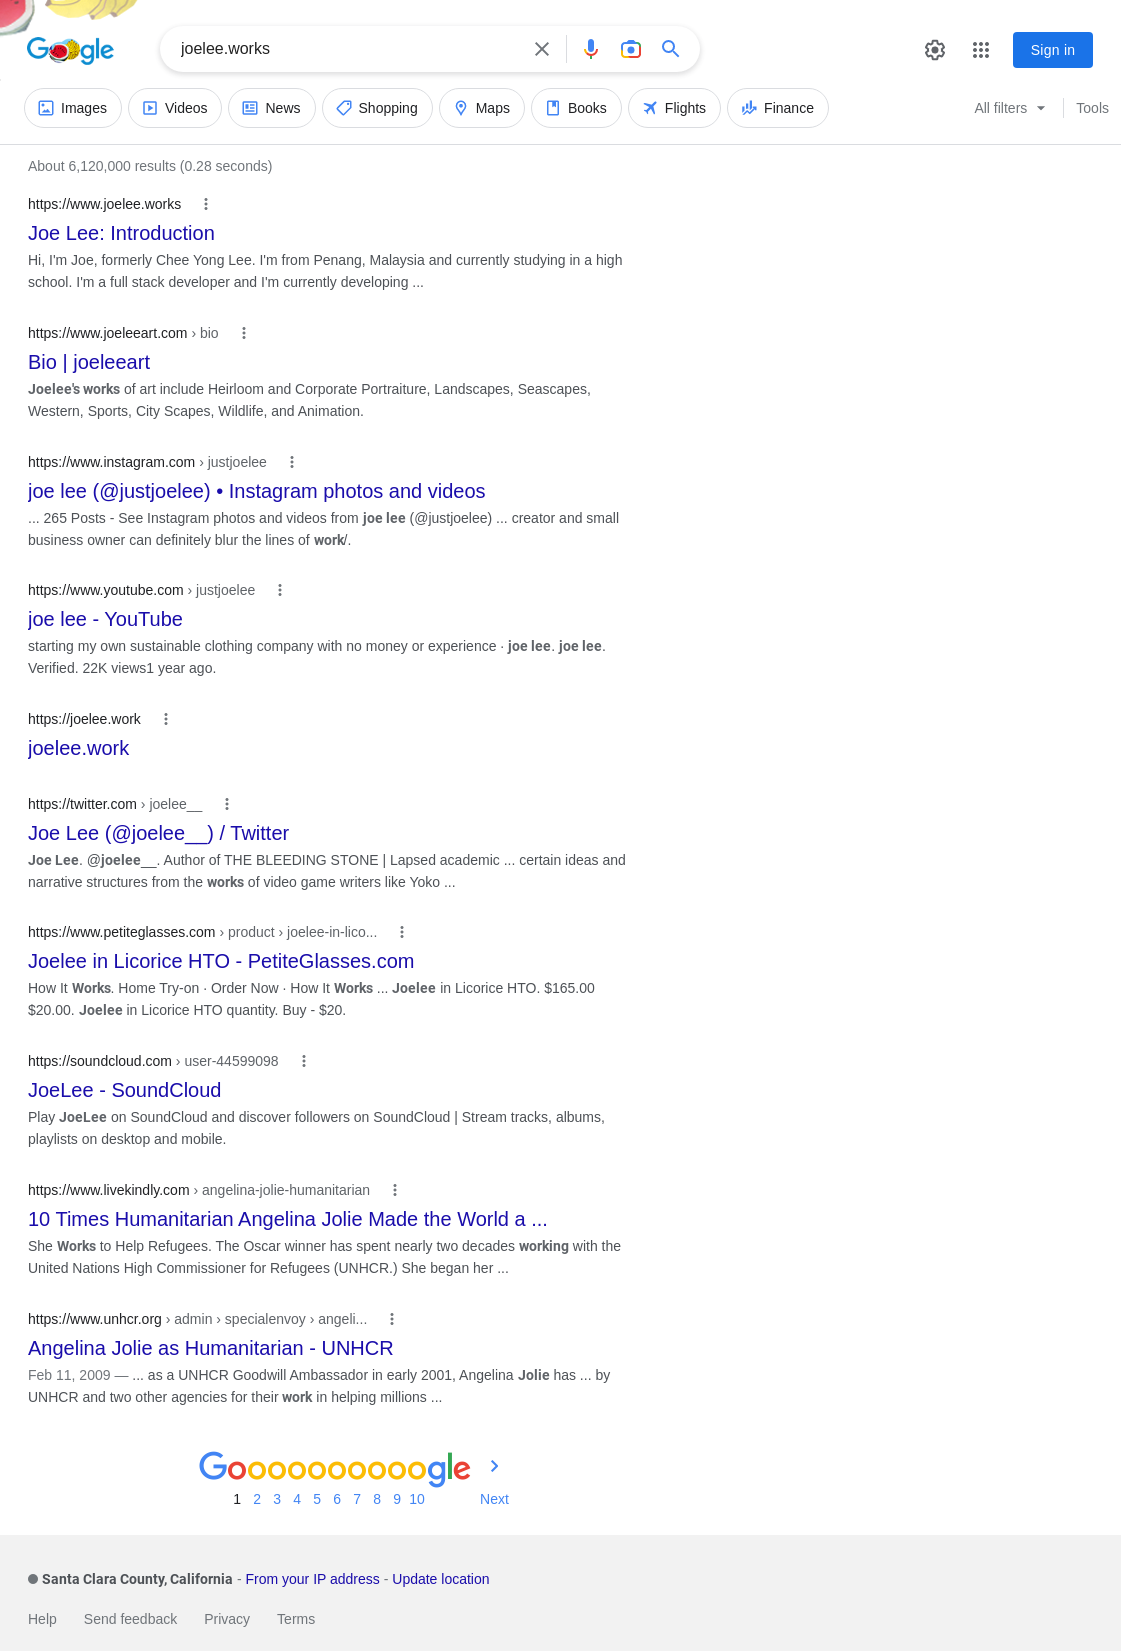 Google
joelee.works
Sign in
Images Videos News Shopping Maps Books Flights Finance All filters Tools
About 6,120,000 results (0.28 seconds)
https://www.joelee.works
Joe Lee: Introduction
Hi, I'm Joe, formerly Chee Yong Lee. I'm from Penang, Malaysia and currently studying in a high
school. I'm a full stack developer and I'm currently developing ...
https://www.joeleeart.com › bio
Bio | joeleeart
Joelee's works of art include Heirloom and Corporate Portraiture, Landscapes, Seascapes,
Western, Sports, City Scapes, Wildlife, and Animation.
https://www.instagram.com › justjoelee
joe lee (@justjoelee) • Instagram photos and videos
... 265 Posts - See Instagram photos and videos from joe lee (@justjoelee) ... creator and small
business owner can definitely blur the lines of work/.
https://www.youtube.com › justjoelee
joe lee - YouTube
starting my own sustainable clothing company with no money or experience · joe lee. joe lee.
Verified. 22K views1 year ago.
https://joelee.work
joelee.work
https://twitter.com › joelee__
Joe Lee (@joelee__) / Twitter
Joe Lee. @joelee__. Author of THE BLEEDING STONE | Lapsed academic ... certain ideas and
narrative structures from the works of video game writers like Yoko ...
https://www.petiteglasses.com › product › joelee-in-lico...
Joelee in Licorice HTO - PetiteGlasses.com
How It Works. Home Try-on · Order Now · How It Works ... Joelee in Licorice HTO. $165.00
$20.00. Joelee in Licorice HTO quantity. Buy - $20.
https://soundcloud.com › user-44599098
JoeLee - SoundCloud
Play JoeLee on SoundCloud and discover followers on SoundCloud | Stream tracks, albums,
playlists on desktop and mobile.
https://www.livekindly.com › angelina-jolie-humanitarian
10 Times Humanitarian Angelina Jolie Made the World a ...
She Works to Help Refugees. The Oscar winner has spent nearly two decades working with the
United Nations High Commissioner for Refugees (UNHCR.) She began her ...
https://www.unhcr.org › admin › specialenvoy › angeli...
Angelina Jolie as Humanitarian - UNHCR
Feb 11, 2009 — ... as a UNHCR Goodwill Ambassador in early 2001, Angelina Jolie has ... by
UNHCR and two other agencies for their work in helping millions ...
Goooooooooogle
1 2 3 4 5 6 7 8 9 10 Next
Santa Clara County, California - From your IP address - Update location
Help Send feedback Privacy Terms